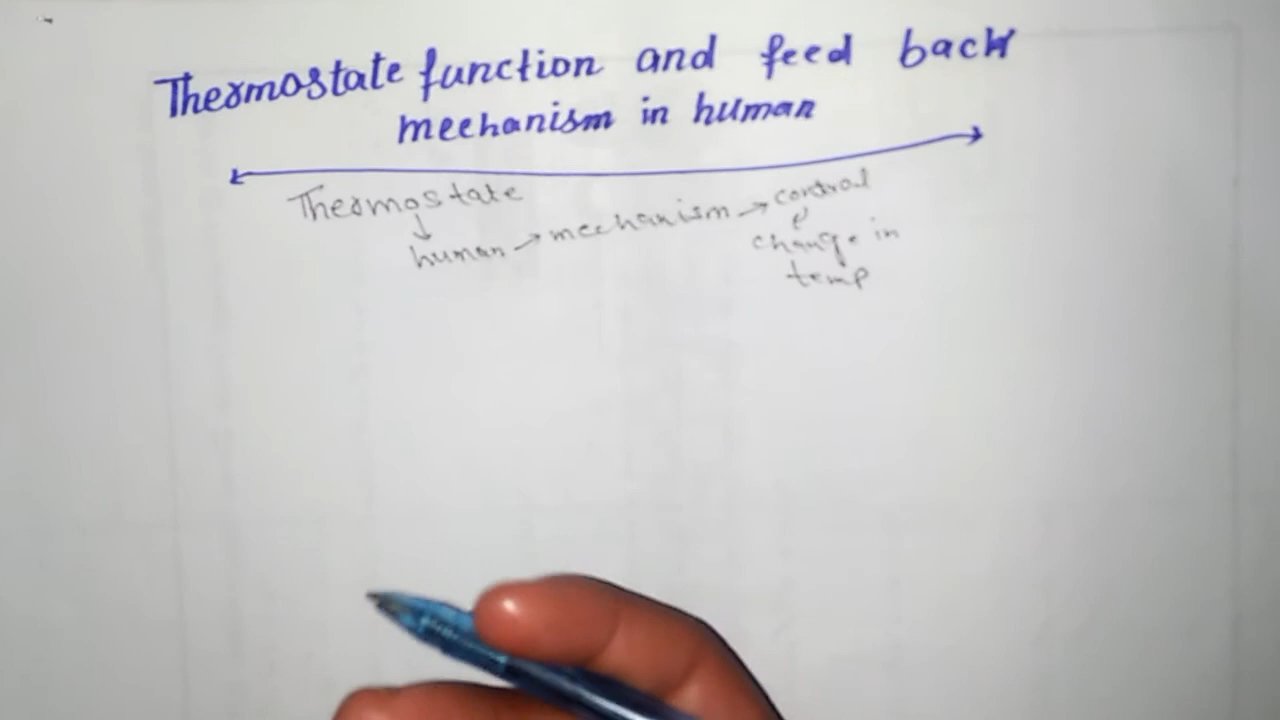 Thermostate function and feed back
mechanism in human
Thermostate
human → mechanism → control
change in
temp